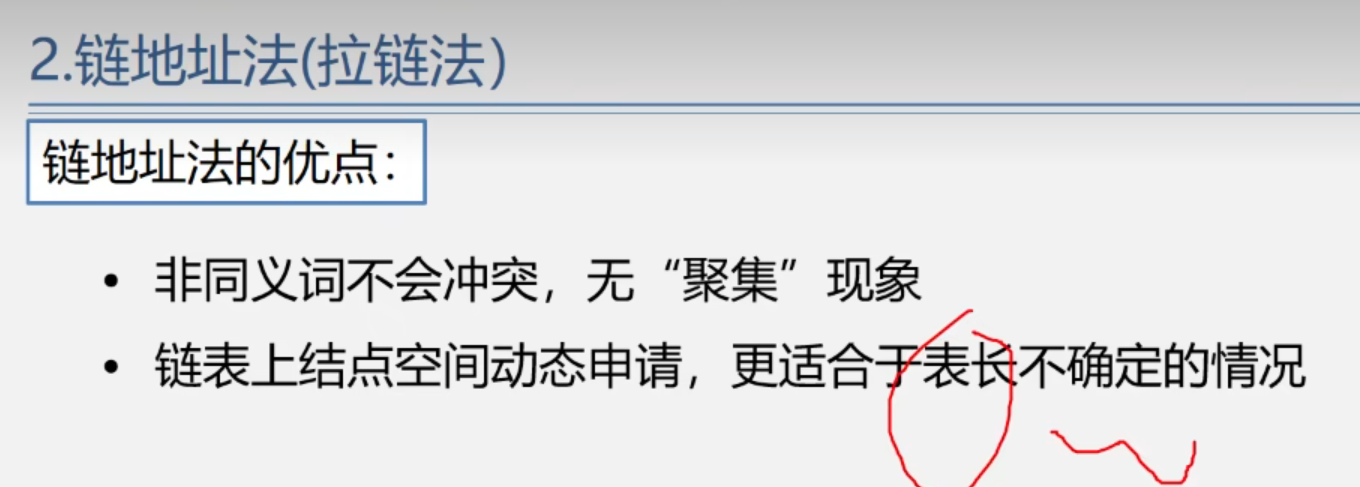 2.链地址法(拉链法）
链地址法的优点：
• 非同义词不会冲突，无“聚集”现象
• 链表上结点空间动态申请，更适合于表长不确定的情况